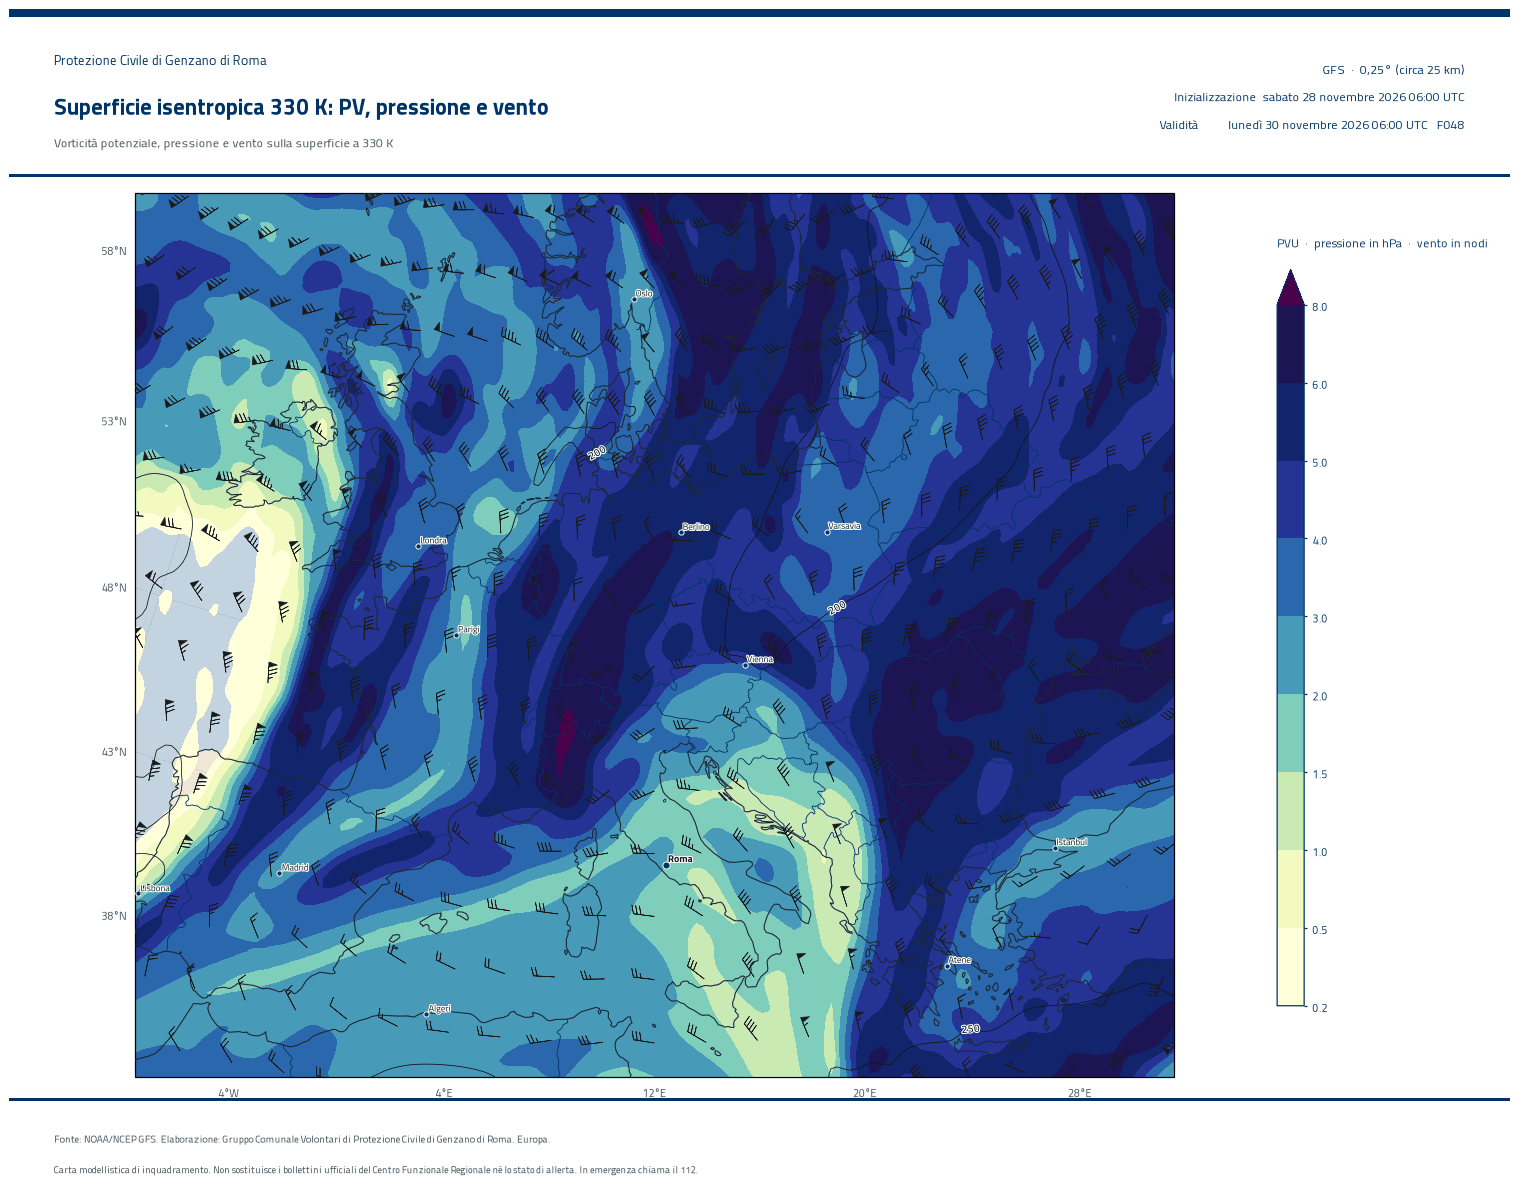 Protezione Civile di Genzano di Roma
Superficie isentropica 330 K: PV, pressione e vento
Vorticità potenziale, pressione e vento sulla superficie a 330 K
GFS · 0,25° (circa 25 km)
Inizializzazione sabato 28 novembre 2026 06:00 UTC
Validità lunedì 30 novembre 2026 06:00 UTC F048
PVU · pressione in hPa · vento in nodi
58°N
53°N
48°N
43°N
38°N
4°W
4°E
12°E
20°E
28°E
Oslo
200
Berlino
Varsavia
Londra
200
Parigi
Vienna
Istanbul
Roma
Madrid
Lisbona
Atene
Algeri
250
8.0
6.0
5.0
4.0
3.0
2.0
1.5
1.0
0.5
0.2
Fonte: NOAA/NCEP GFS. Elaborazione: Gruppo Comunale Volontari di Protezione Civile di Genzano di Roma. Europa.
Carta modellistica di inquadramento. Non sostituisce i bollettini ufficiali del Centro Funzionale Regionale né lo stato di allerta. In emergenza chiama il 112.